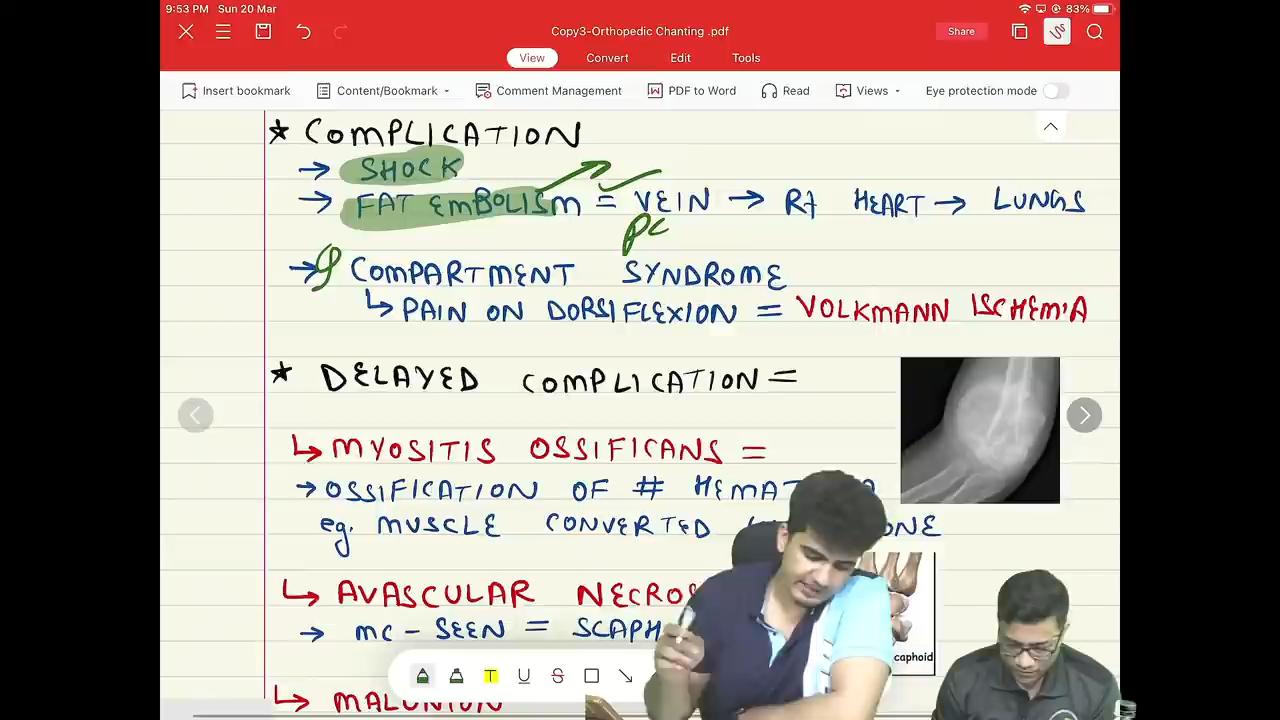 9:53 PM Sun 20 Mar 83%
Copy3-Orthopedic Chanting .pdf
Share
View Convert Edit Tools
Insert bookmark Content/Bookmark Comment Management PDF to Word Read Views Eye protection mode
* COMPLICATION
→ SHOCK
→ FAT EMBOLISM = VEIN → Rt HEART → LUNGS
→ COMPARTMENT SYNDROME
↳ PAIN ON DORSIFLEXION = VOLKMANN ISCHEMIA
* DELAYED COMPLICATION =
↳ MYOSITIS OSSIFICANS =
→ OSSIFICATION OF # HEMAT
eg. MUSCLE CONVERTED
↳ AVASCULAR NECROS
→ mc - SEEN = SCAPH
caphoid
↳ MALUNION